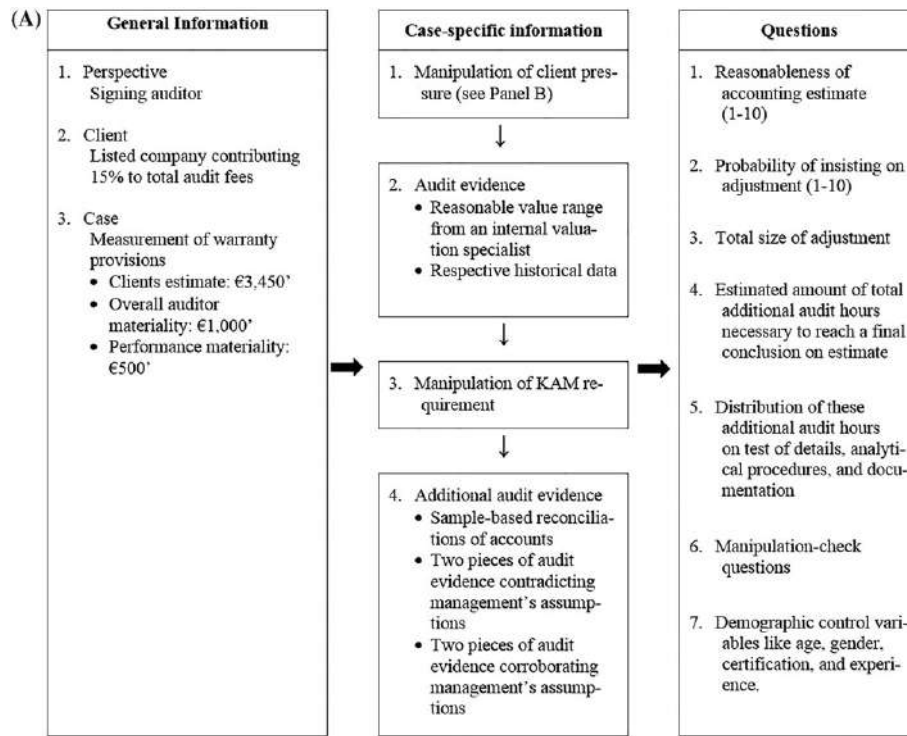 (A)
General Information
1. Perspective
Signing auditor
2. Client
Listed company contributing
15% to total audit fees
3. Case
Measurement of warranty
provisions
• Clients estimate: €3,450’
• Overall auditor
materiality: €1,000’
• Performance materiality:
€500’
Case-specific information
1. Manipulation of client pres-
sure (see Panel B)
↓
2. Audit evidence
• Reasonable value range
from an internal valua-
tion specialist
• Respective historical data
↓
3. Manipulation of KAM re-
quirement
↓
4. Additional audit evidence
• Sample-based reconcilia-
tions of accounts
• Two pieces of audit
evidence contradicting
management’s assump-
tions
• Two pieces of audit
evidence corroborating
management’s assump-
tions
Questions
1. Reasonableness of
accounting estimate
(1-10)
2. Probability of insisting on
adjustment (1-10)
3. Total size of adjustment
4. Estimated amount of total
additional audit hours
necessary to reach a final
conclusion on estimate
5. Distribution of these
additional audit hours
on test of details, analyti-
cal procedures, and docu-
mentation
6. Manipulation-check
questions
7. Demographic control vari-
ables like age, gender,
certification, and experi-
ence.